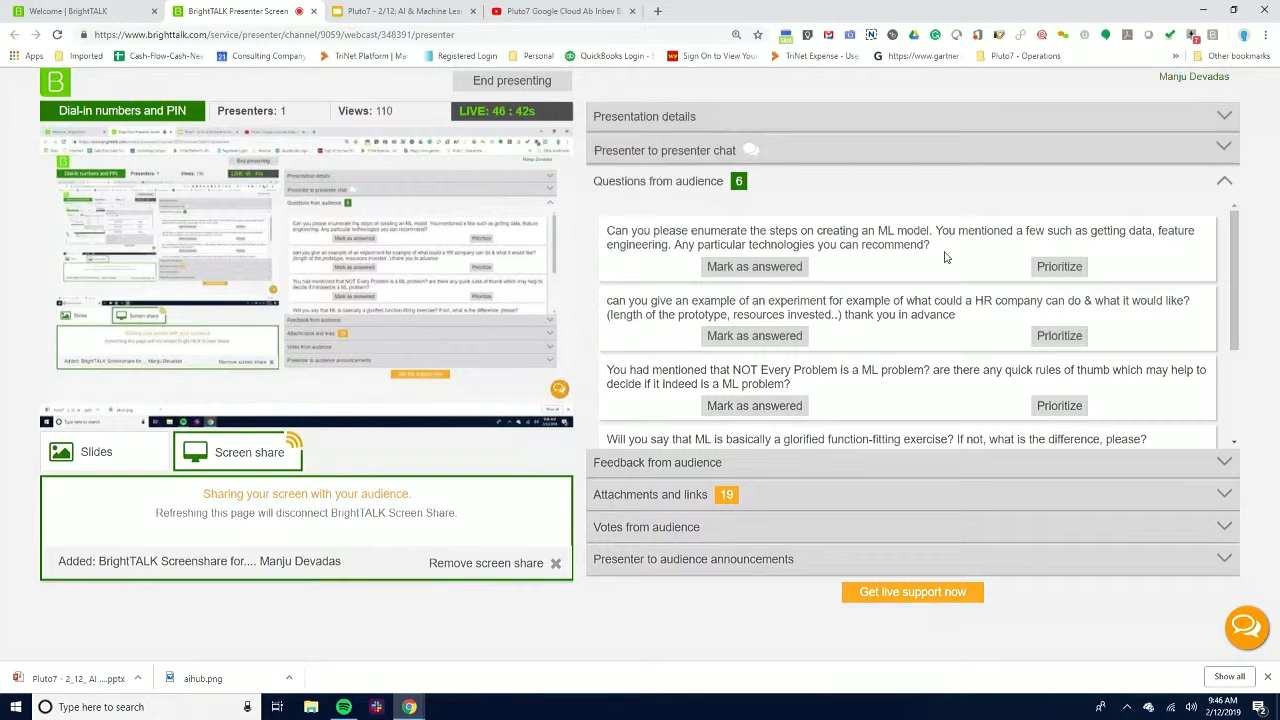 Welcome | BrightTALK
BrightTALK Presenter Screen
Pluto7 - 2/12: AI & Machine Lea
Pluto7 Google Cloud Ab Inbev B
https://www.brighttalk.com/service/presenter/channel/9059/webcast/348391/presenter
Apps
Imported
Cash-Flow-Cash-New
Consulting Company
TriNet Platform | Ma
Registered Login
Personal
QuickBooks Login - S
Sign On to View Your
TriNet Expense - Use
https://www.gartner
Pluto7 - Operations
Other bookmarks
B
End presenting
Manju Devadas
Dial-in numbers and PIN
Presenters: 1
Views: 110
LIVE: 46 : 42s
Presentation details
chat
6
Can you please enumerate the steps on creating an ML model. You mentioned a few such as getting data, feature
engineering. Any particular technologies you can recommend?
Mark as answered
Prioritize
can you give an example of an experiment for example of what could a HR company can do & what it would like?
(length of the prototype, resources involved..)thank you in advance
Mark as answered
Prioritize
You had mentioned that NOT Every Problem is a ML problem? are there any quick rules of thumb which may help to
decide if it indeed is a ML problem?
Mark as answered
Prioritize
Will you say that ML is basically a glorified function-fitting exercise? If not, what is the difference, please?
Feedback from audience
Attachments and links 19
Votes from audience
Presenter to audience announcements
Get live support now
Slides
Screen share
Sharing your screen with your audience.
Refreshing this page will disconnect BrightTALK Screen Share.
Added: BrightTALK Screenshare for.... Manju Devadas
Remove screen share
Pluto7 - 2_12_ AI ....pptx
aihub.png
Show all
Type here to search
9:46 AM
2/12/2019